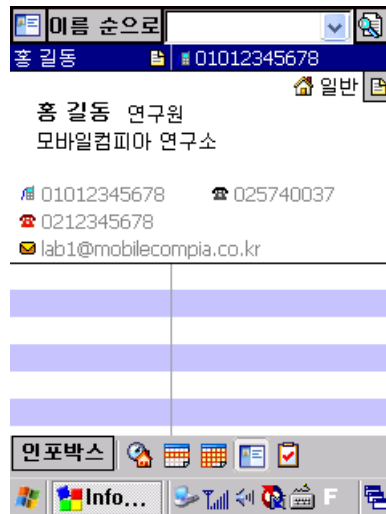 이름 순으로
홍 길동 01012345678
일반
홍 길동 연구원
모바일컴피아 연구소
01012345678 025740037
0212345678
lab1@mobilecompia.co.kr
인포박스
Info... F